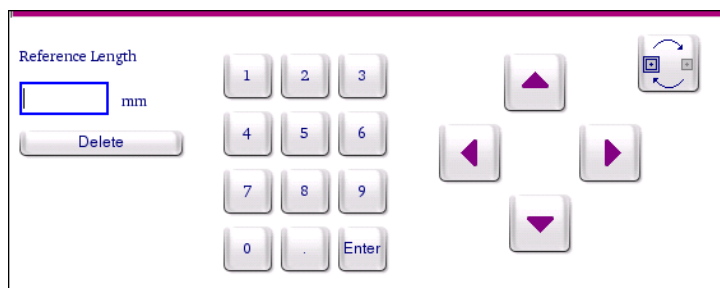 Reference Length
mm
Delete
1 2 3
4 5 6
7 8 9
0 . Enter